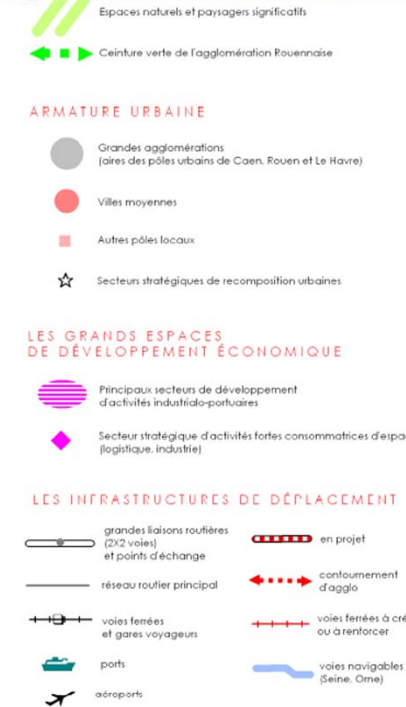 Espaces naturels et paysagers significatifs
Ceinture verte de l'agglomération Rouennaise
ARMATURE URBAINE
Grandes agglomérations
(aires des pôles urbains de Caen, Rouen et Le Havre)
Villes moyennes
Autres pôles locaux
Secteurs stratégiques de recomposition urbaines
LES GRANDS ESPACES
DE DÉVELOPPEMENT ÉCONOMIQUE
Principaux secteurs de développement
d'activités industrialo-portuaires
Secteur stratégique d'activités fortes consommatrices d'espa
(logistique, industrie)
LES INFRASTRUCTURES DE DÉPLACEMENT
grandes liaisons routières
(2X2 voies)
et points d'échange
en projet
réseau routier principal
contournement
d'agglo
voies ferrées
et gares voyageurs
voies ferrées à cré
ou à renforcer
ports
voies navigables
(Seine, Orne)
aéroports